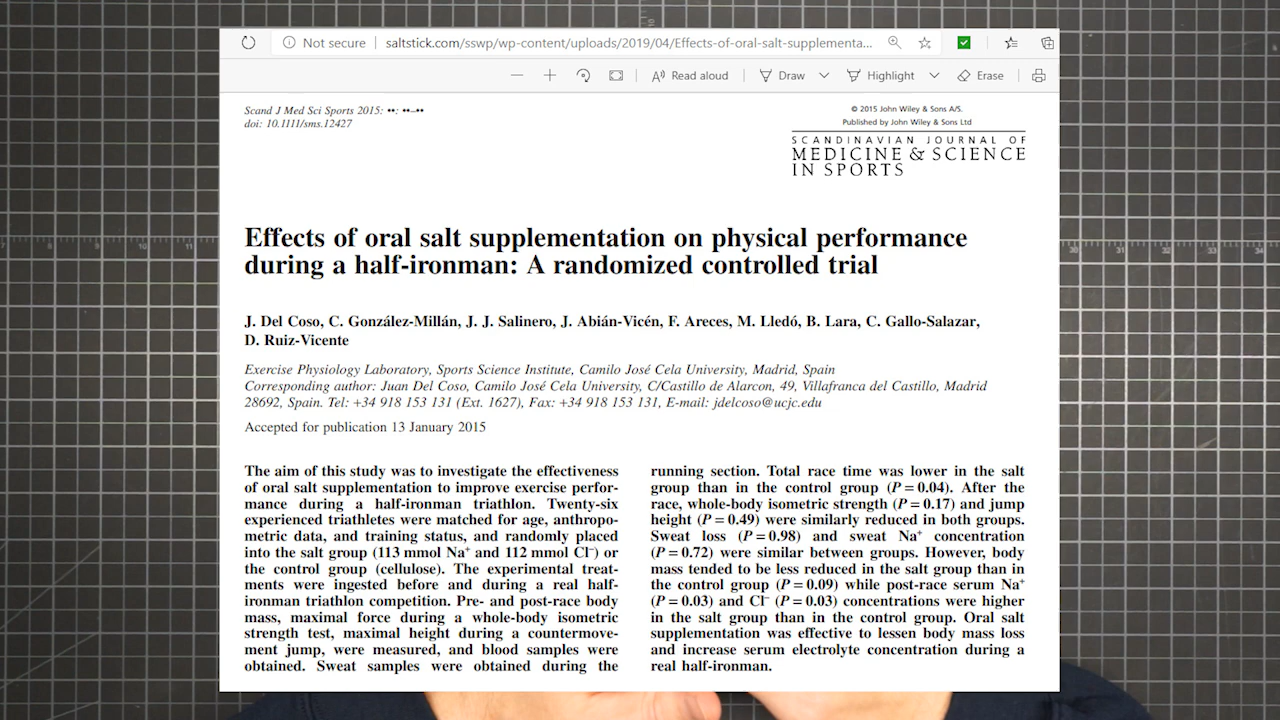 Not secure
saltstick.com/sswp/wp-content/uploads/2019/04/Effects-of-oral-salt-supplementa...
Read aloud
Draw
Highlight
Erase
Scand J Med Sci Sports 2015: ••: ••–••
doi: 10.1111/sms.12427
© 2015 John Wiley & Sons A/S.
Published by John Wiley & Sons Ltd
SCANDINAVIAN JOURNAL OF
MEDICINE & SCIENCE
IN SPORTS
Effects of oral salt supplementation on physical performance
during a half-ironman: A randomized controlled trial
J. Del Coso, C. González-Millán, J. J. Salinero, J. Abián-Vicén, F. Areces, M. Lledó, B. Lara, C. Gallo-Salazar,
D. Ruiz-Vicente
Exercise Physiology Laboratory, Sports Science Institute, Camilo José Cela University, Madrid, Spain
Corresponding author: Juan Del Coso, Camilo José Cela University, C/Castillo de Alarcon, 49, Villafranca del Castillo, Madrid
28692, Spain. Tel: +34 918 153 131 (Ext. 1627), Fax: +34 918 153 131, E-mail: jdelcoso@ucjc.edu
Accepted for publication 13 January 2015
The aim of this study was to investigate the effectiveness
of oral salt supplementation to improve exercise perfor-
mance during a half-ironman triathlon. Twenty-six
experienced triathletes were matched for age, anthropo-
metric data, and training status, and randomly placed
into the salt group (113 mmol Na⁺ and 112 mmol Cl⁻) or
the control group (cellulose). The experimental treat-
ments were ingested before and during a real half-
ironman triathlon competition. Pre- and post-race body
mass, maximal force during a whole-body isometric
strength test, maximal height during a countermove-
ment jump, were measured, and blood samples were
obtained. Sweat samples were obtained during the
running section. Total race time was lower in the salt
group than in the control group (P = 0.04). After the
race, whole-body isometric strength (P = 0.17) and jump
height (P = 0.49) were similarly reduced in both groups.
Sweat loss (P = 0.98) and sweat Na⁺ concentration
(P = 0.72) were similar between groups. However, body
mass tended to be less reduced in the salt group than in
the control group (P = 0.09) while post-race serum Na⁺
(P = 0.03) and Cl⁻ (P = 0.03) concentrations were higher
in the salt group than in the control group. Oral salt
supplementation was effective to lessen body mass loss
and increase serum electrolyte concentration during a
real half-ironman.